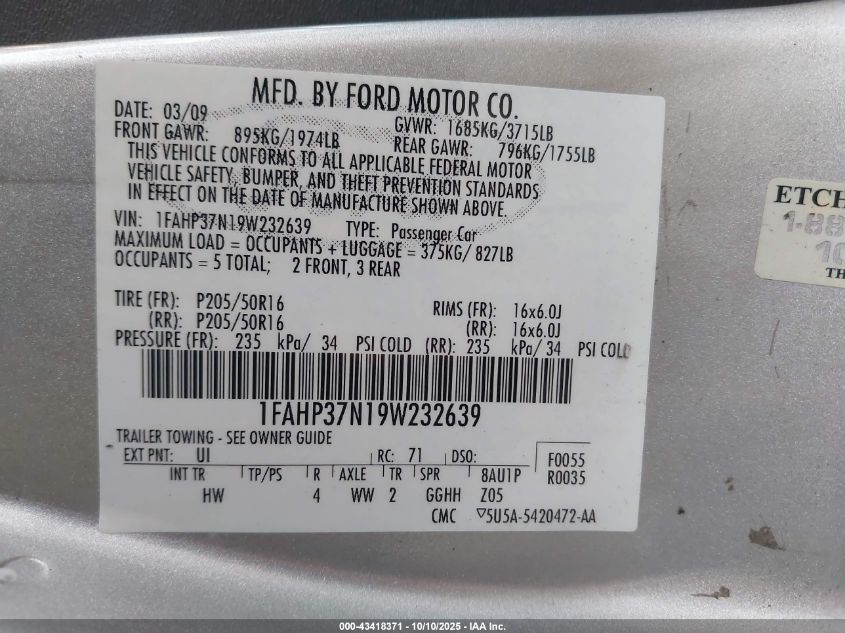 MFD. BY FORD MOTOR CO.
DATE: 03/09 GVWR: 1685KG/3715LB
FRONT GAWR: 895KG/1974LB REAR GAWR: 796KG/1755LB
THIS VEHICLE CONFORMS TO ALL APPLICABLE FEDERAL MOTOR
VEHICLE SAFETY, BUMPER, AND THEFT PREVENTION STANDARDS
IN EFFECT ON THE DATE OF MANUFACTURE SHOWN ABOVE.
VIN: 1FAHP37N19W232639 TYPE: Passenger Car
MAXIMUM LOAD = OCCUPANTS + LUGGAGE = 375KG/ 827LB
OCCUPANTS = 5 TOTAL; 2 FRONT, 3 REAR
TIRE (FR): P205/50R16 RIMS (FR): 16x6.0J
(RR): P205/50R16 (RR): 16x6.0J
PRESSURE (FR): 235 kPa/ 34 PSI COLD (RR): 235 kPa/ 34 PSI COLD
1FAHP37N19W232639
TRAILER TOWING - SEE OWNER GUIDE
EXT PNT: UI RC: 71 DSO: F0055
INT TR TP/PS R AXLE TR SPR 8AU1P R0035
HW 4 WW 2 GGHH Z05
CMC ▽5U5A-5420472-AA
ETCH
1-88
10
TH
000-43418371 - 10/10/2025 - IAA Inc.